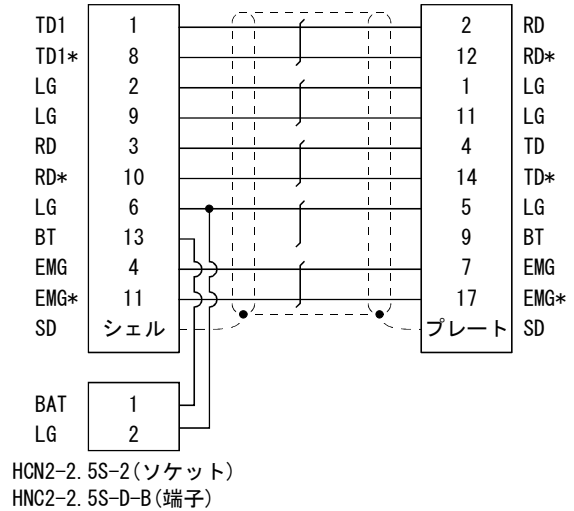 TD1 1 2 RD
TD1* 8 12 RD*
LG 2 1 LG
LG 9 11 LG
RD 3 4 TD
RD* 10 14 TD*
LG 6 5 LG
BT 13 9 BT
EMG 4 7 EMG
EMG* 11 17 EMG*
SD シェル プレート SD
BAT 1
LG 2
HCN2-2.5S-2(ソケット)
HNC2-2.5S-D-B(端子)